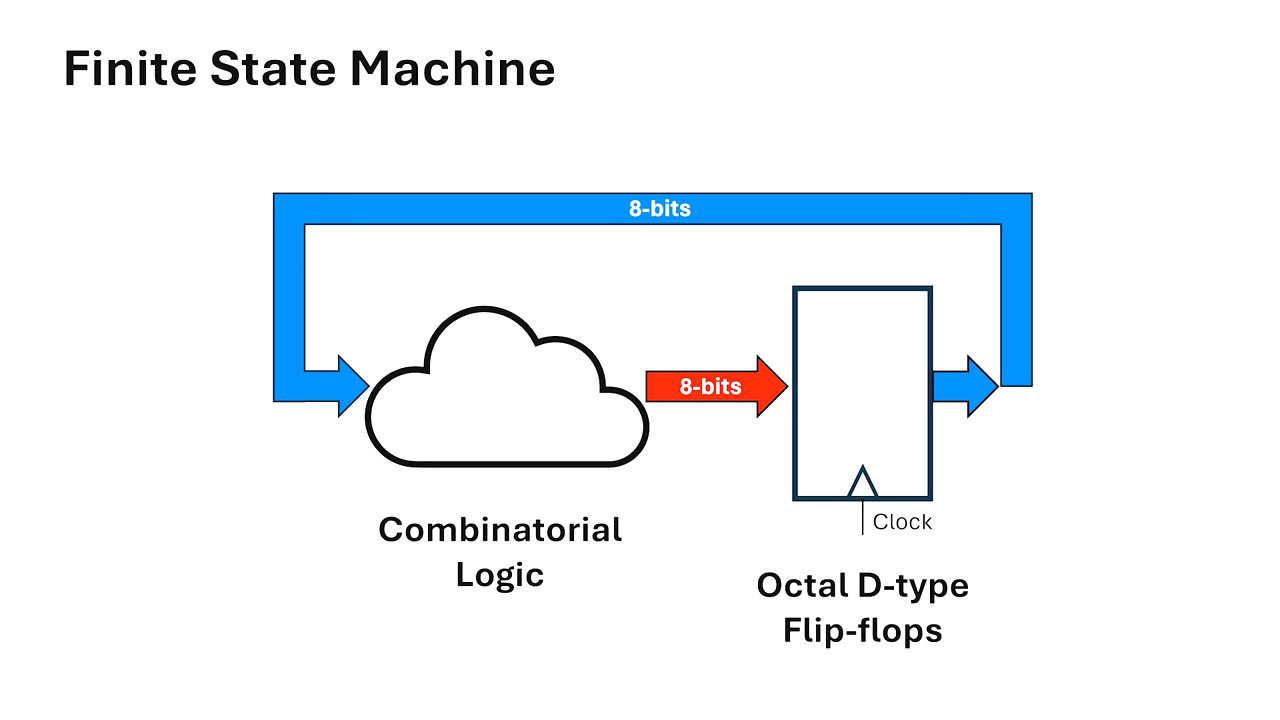 Finite State Machine
8-bits
8-bits
Clock
Combinatorial
Logic
Octal D-type
Flip-flops